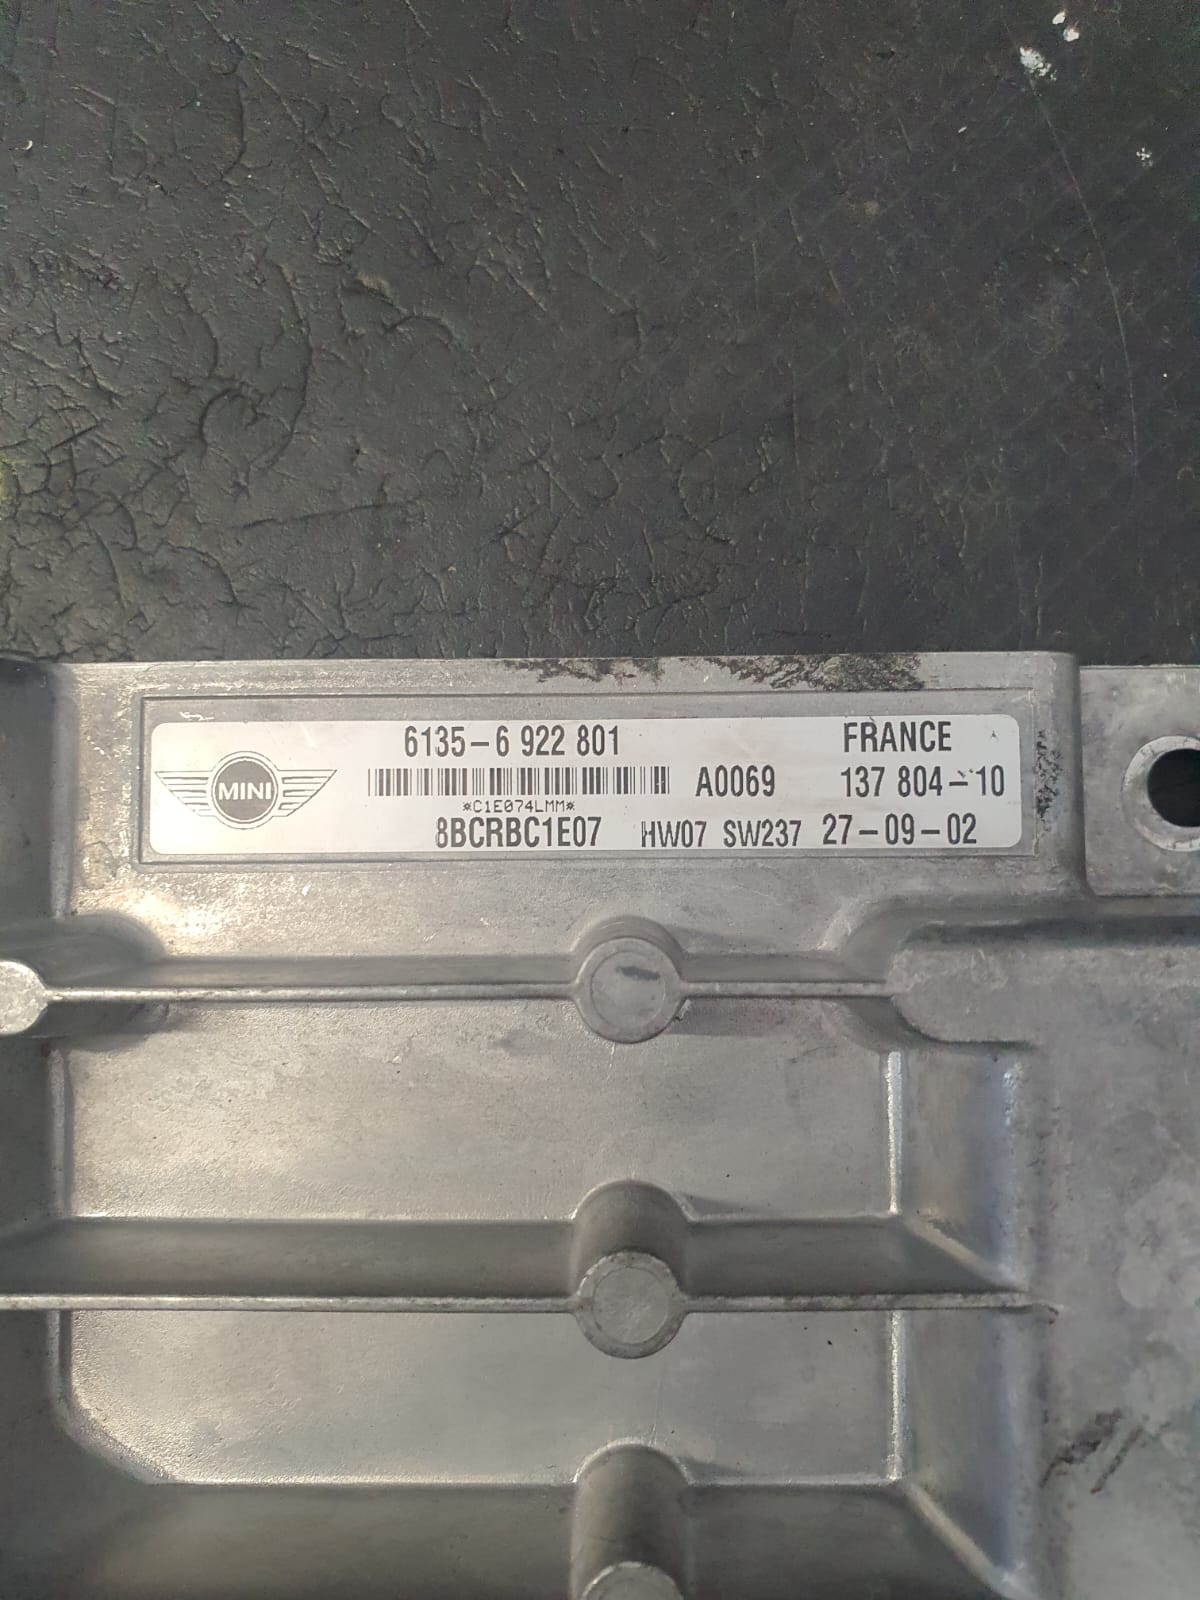 6135-6 922 801 FRANCE
MINI A0069 137 804-10
*C1E074LMM*
8BCRBC1E07 HW07 SW237 27-09-02